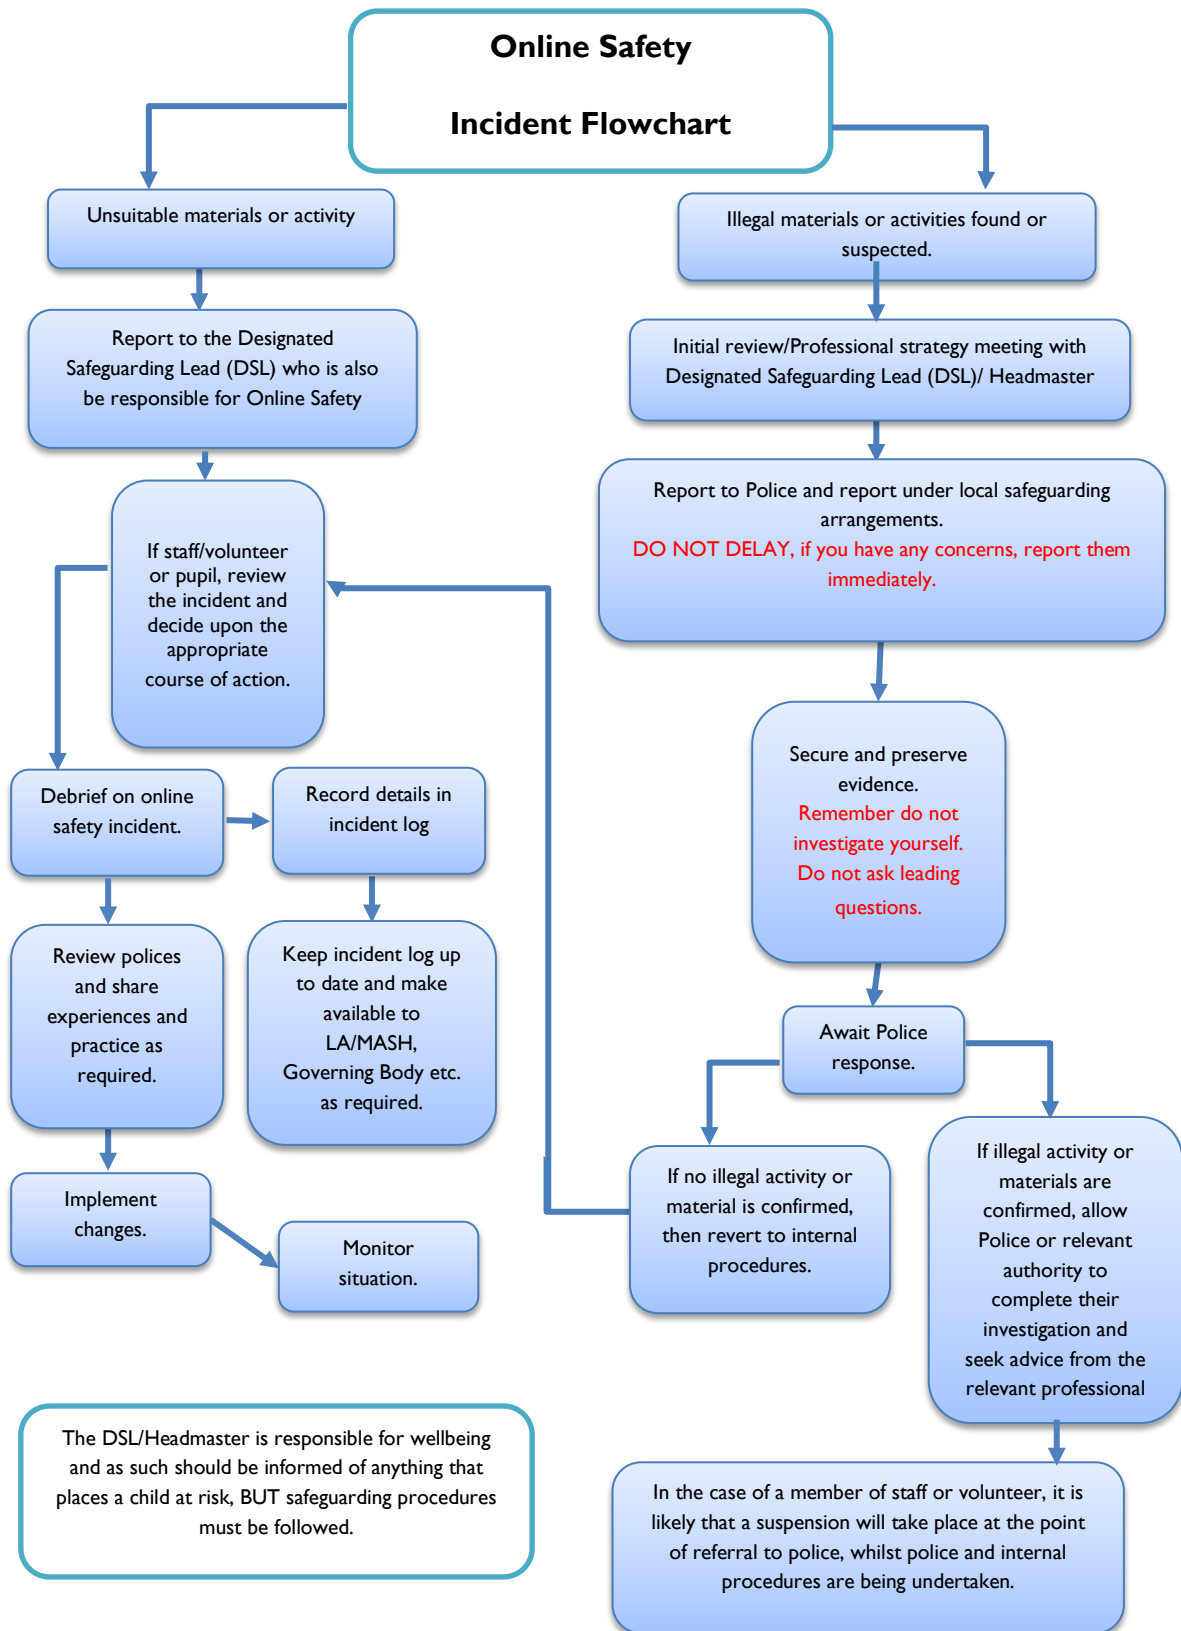 Online Safety
Incident Flowchart
Unsuitable materials or activity
Report to the Designated
Safeguarding Lead (DSL) who is also
be responsible for Online Safety
If staff/volunteer
or pupil, review
the incident and
decide upon the
appropriate
course of action.
Debrief on online
safety incident.
Record details in
incident log
Review polices
and share
experiences and
practice as
required.
Keep incident log up
to date and make
available to
LA/MASH,
Governing Body etc.
as required.
Implement
changes.
Monitor
situation.
Illegal materials or activities found or
suspected.
Initial review/Professional strategy meeting with
Designated Safeguarding Lead (DSL)/ Headmaster
Report to Police and report under local safeguarding
arrangements.
DO NOT DELAY, if you have any concerns, report them
immediately.
Secure and preserve
evidence.
Remember do not
investigate yourself.
Do not ask leading
questions.
Await Police
response.
If no illegal activity or
material is confirmed,
then revert to internal
procedures.
If illegal activity or
materials are
confirmed, allow
Police or relevant
authority to
complete their
investigation and
seek advice from the
relevant professional
In the case of a member of staff or volunteer, it is
likely that a suspension will take place at the point
of referral to police, whilst police and internal
procedures are being undertaken.
The DSL/Headmaster is responsible for wellbeing
and as such should be informed of anything that
places a child at risk, BUT safeguarding procedures
must be followed.